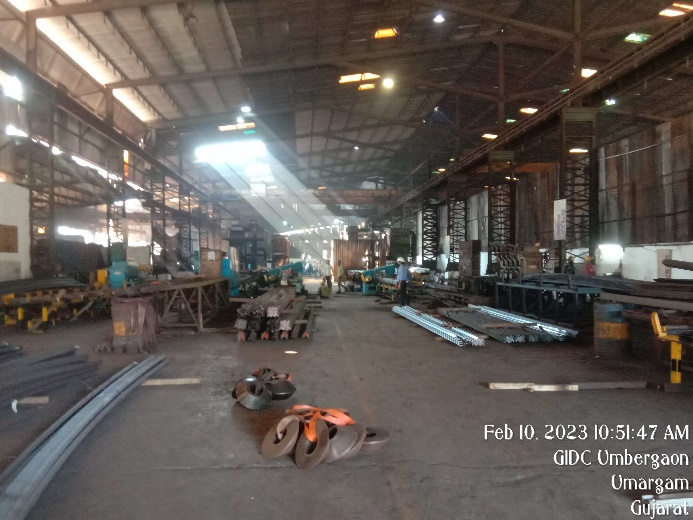 Feb 10, 2023 10:51:47 AM
GIDC Umbergaon
Umargam
Gujarat